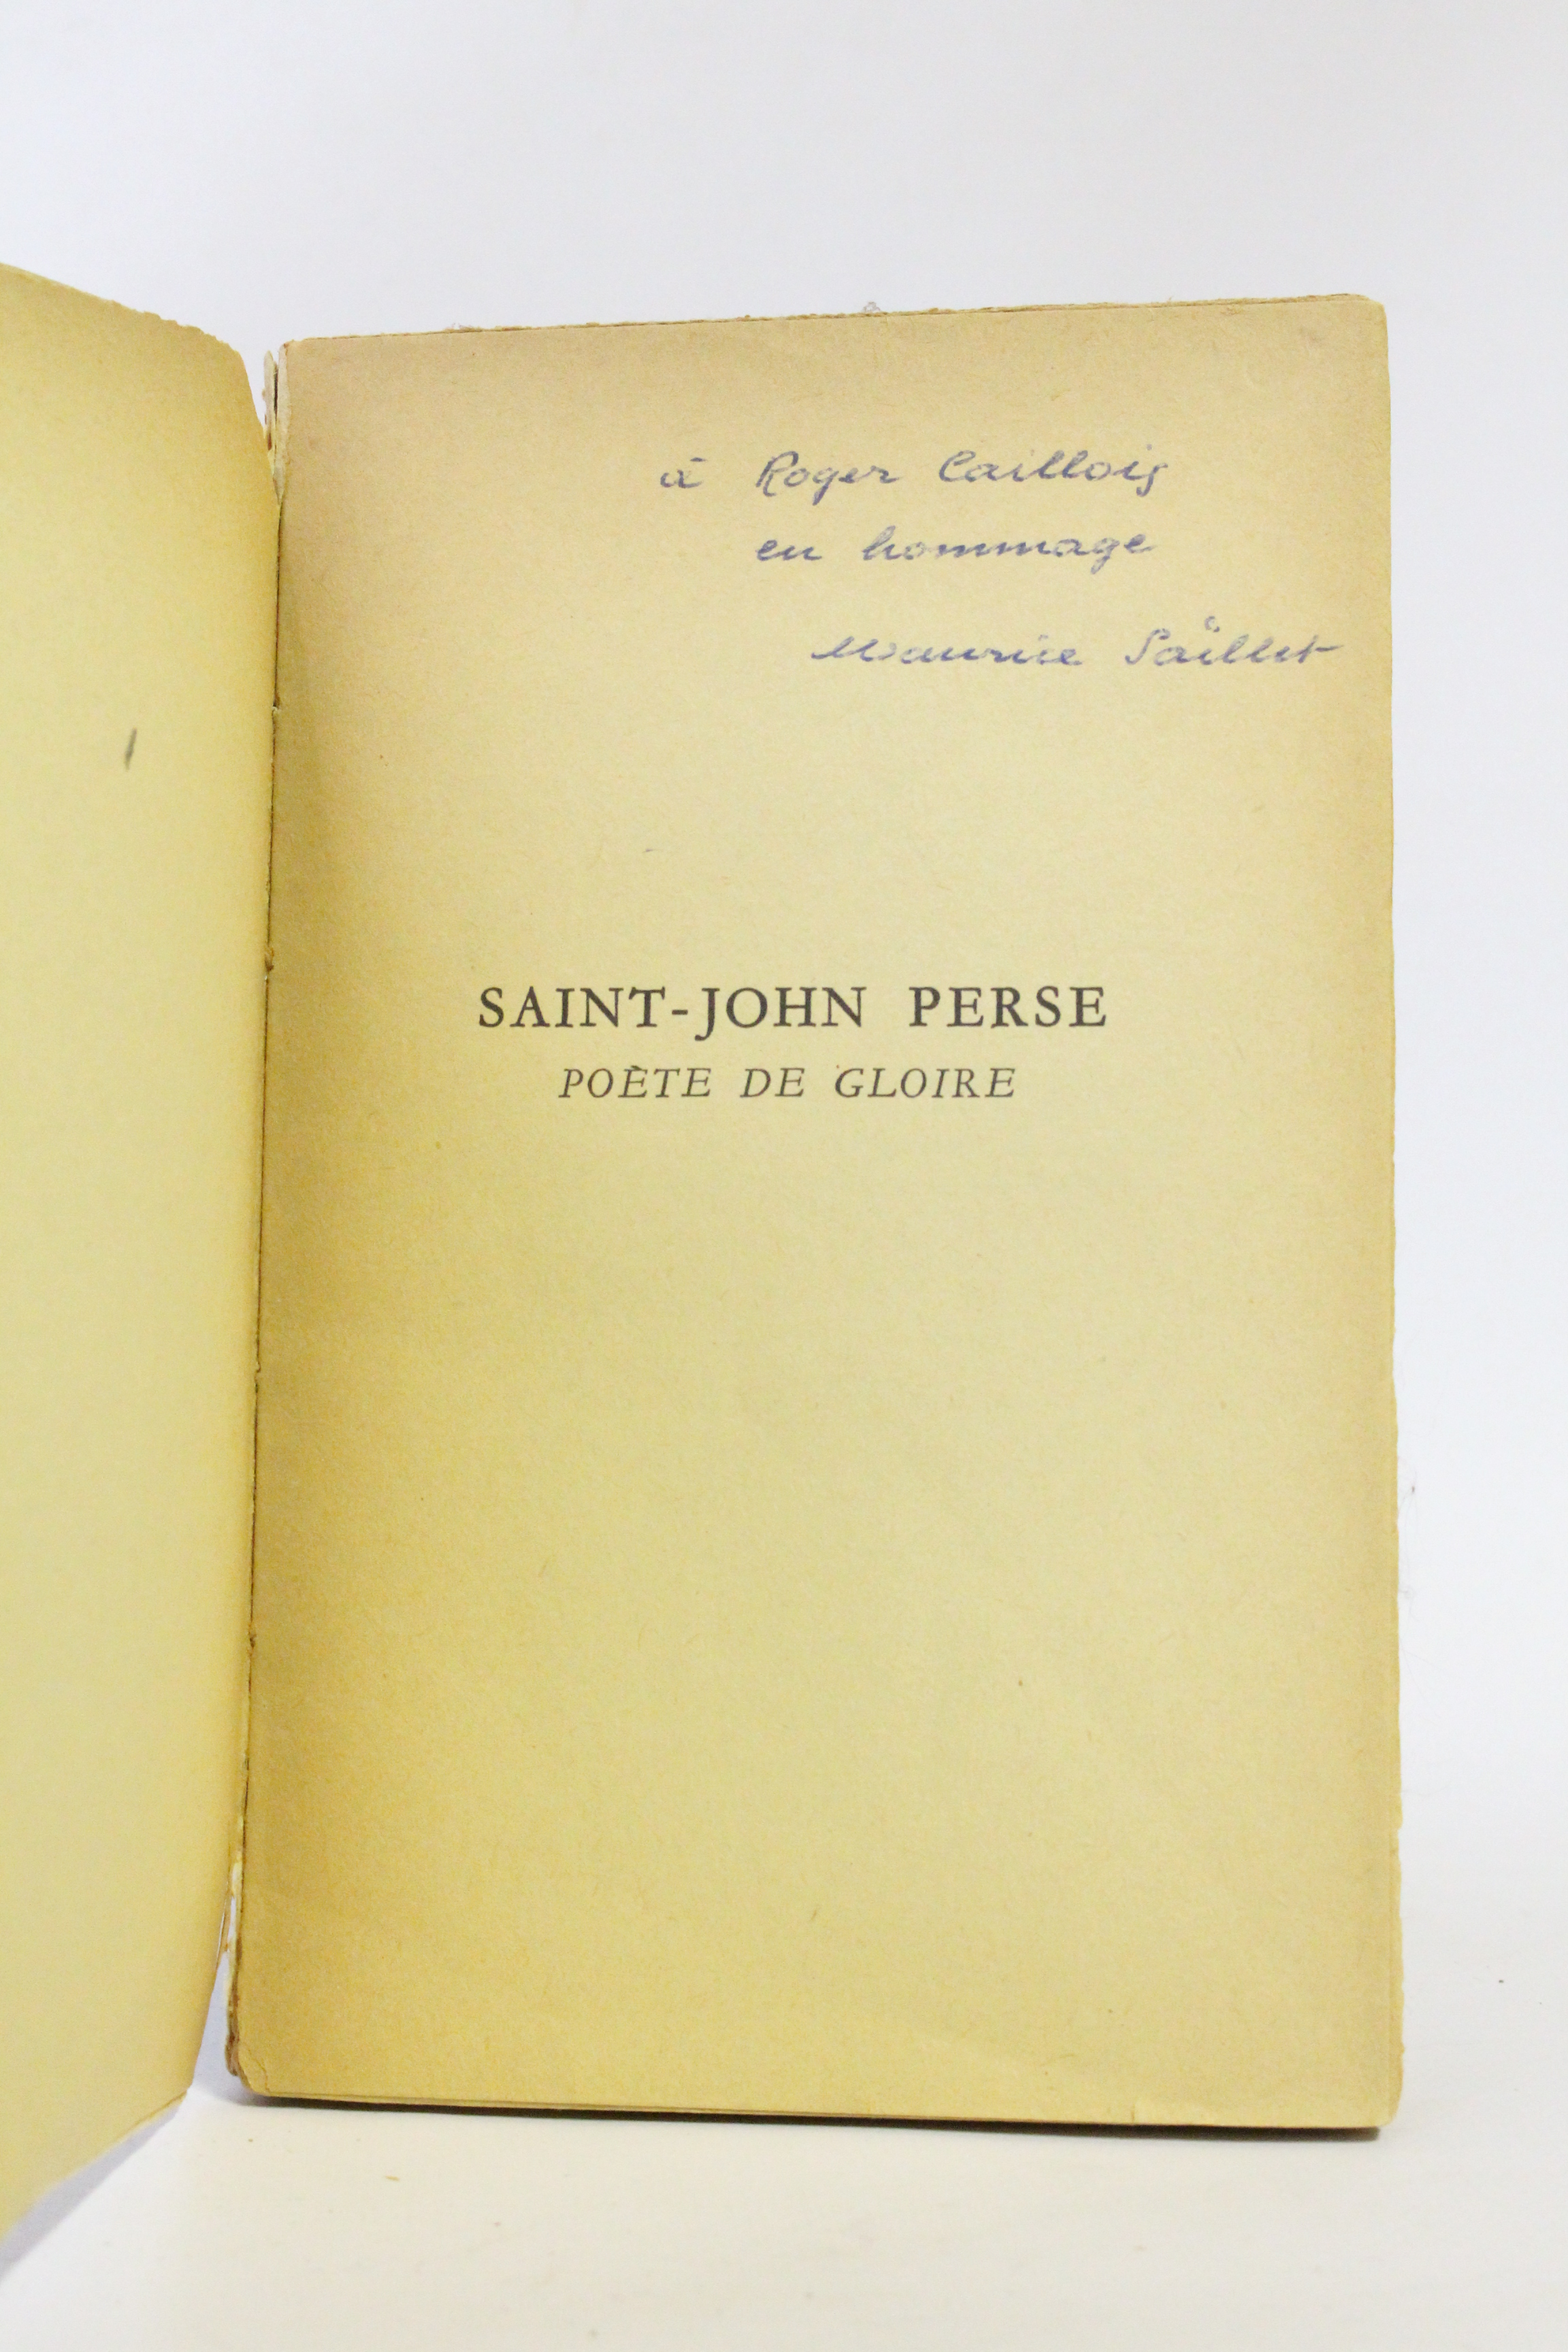 à Roger Caillois
en hommage
Maurice Saillet
SAINT-JOHN PERSE
POÈTE DE GLOIRE